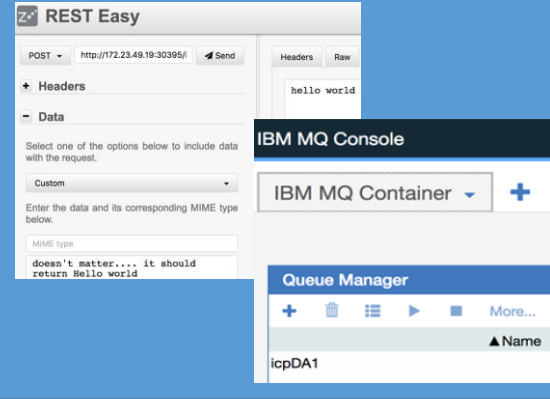 REST Easy
POST
http://172.23.49.19:30395/i
Send
Headers
Data
Select one of the options below to include data
with the request.
Custom
Enter the data and its corresponding MIME type
below.
MIME type
doesn't matter.... it should
return Hello world
Headers
Raw
hello world
IBM MQ Console
IBM MQ Container
Queue Manager
More...
▲Name
icpDA1